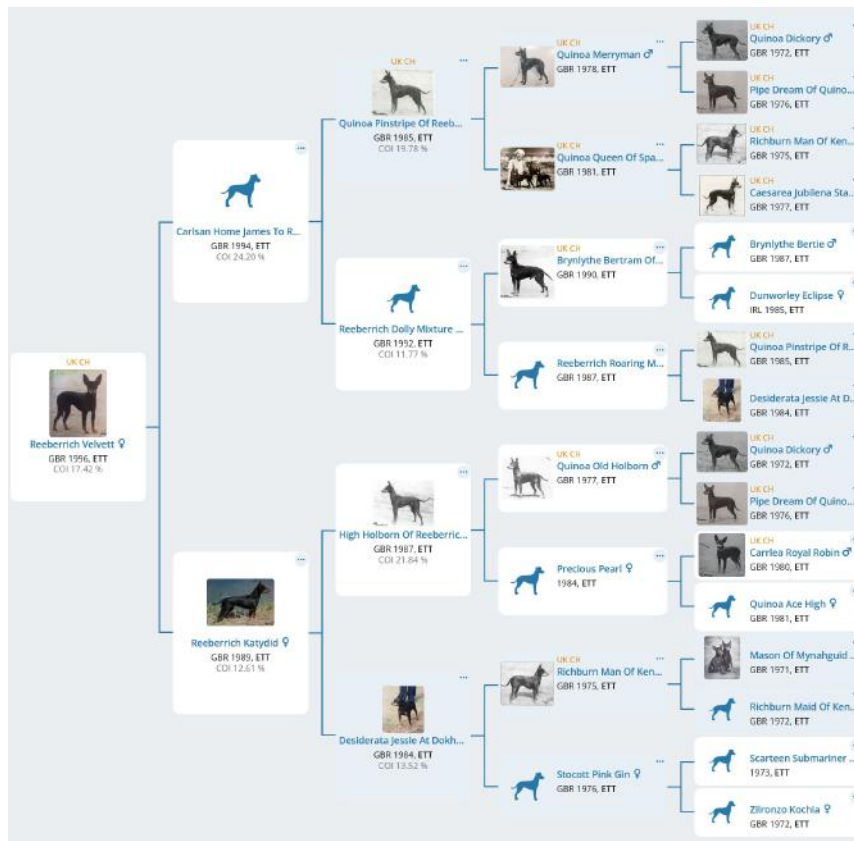 UK CH
Reeberrich Velvett ♀
GBR 1996, ETT
COI 17.42 %
Carlsan Home James To R...
GBR 1994, ETT
COI 24.20 %
Reeberrich Katydid ♀
GBR 1989, ETT
COI 12.61 %
UK CH
Quinoa Pinstripe Of Reeb...
GBR 1985, ETT
COI 19.78 %
Reeberrich Dolly Mixture ...
GBR 1992, ETT
COI 11.77 %
High Holborn Of Reeberric...
GBR 1987, ETT
COI 21.84 %
Desiderata Jessie At Dokh...
GBR 1984, ETT
COI 13.52 %
UK CH
Quinoa Merryman ♂
GBR 1978, ETT
UK CH
Quinoa Queen Of Spa...
GBR 1981, ETT
UK CH
Brynlythe Bertram Of...
GBR 1990, ETT
Reeberrich Roaring M...
GBR 1987, ETT
UK CH
Quinoa Old Holborn ♂
GBR 1977, ETT
Precious Pearl ♀
1984, ETT
UK CH
Richburn Man Of Ken...
GBR 1975, ETT
Stocott Pink Gin ♀
GBR 1976, ETT
UK CH
Quinoa Dickory ♂
GBR 1972, ETT
UK CH
Pipe Dream Of Quino...
GBR 1976, ETT
UK CH
Richburn Man Of Ken...
GBR 1975, ETT
UK CH
Caesarea Jubilena Sta...
GBR 1977, ETT
Brynlythe Bertie ♂
GBR 1987, ETT
Dunworley Eclipse ♀
IRL 1985, ETT
UK CH
Quinoa Pinstripe Of R...
GBR 1985, ETT
Desiderata Jessie At D...
GBR 1984, ETT
UK CH
Quinoa Dickory ♂
GBR 1972, ETT
UK CH
Pipe Dream Of Quino...
GBR 1976, ETT
UK CH
Carrlea Royal Robin ♂
GBR 1980, ETT
Quinoa Ace High ♀
GBR 1981, ETT
Mason Of Mynahguid ...
GBR 1971, ETT
Richburn Maid Of Ken...
GBR 1972, ETT
Scarteen Submariner ...
1973, ETT
Zlironzo Kochia ♀
GBR 1972, ETT